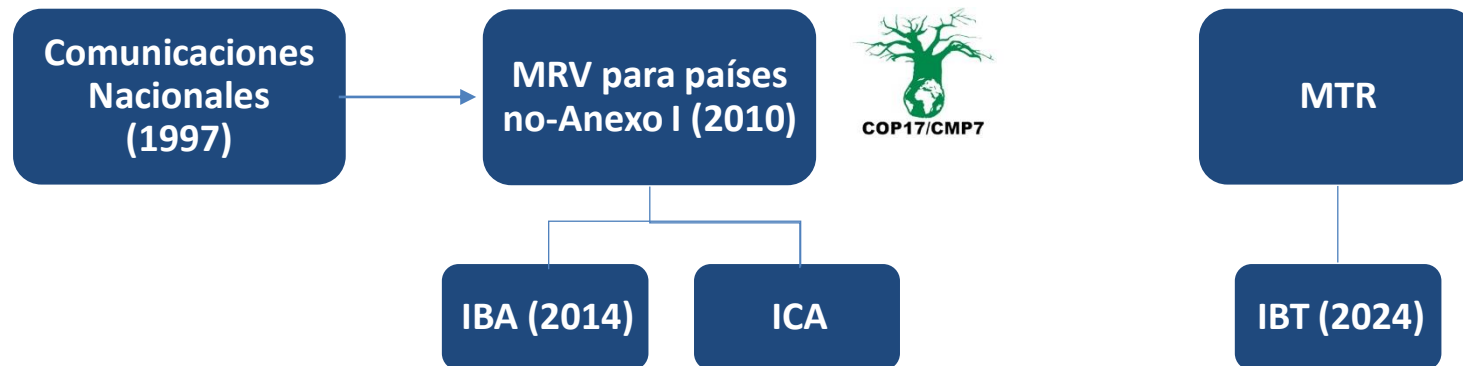 Comunicaciones
Nacionales
(1997)
MRV para países
no-Anexo I (2010)
COP17/CMP7
MTR
IBA (2014)
ICA
IBT (2024)